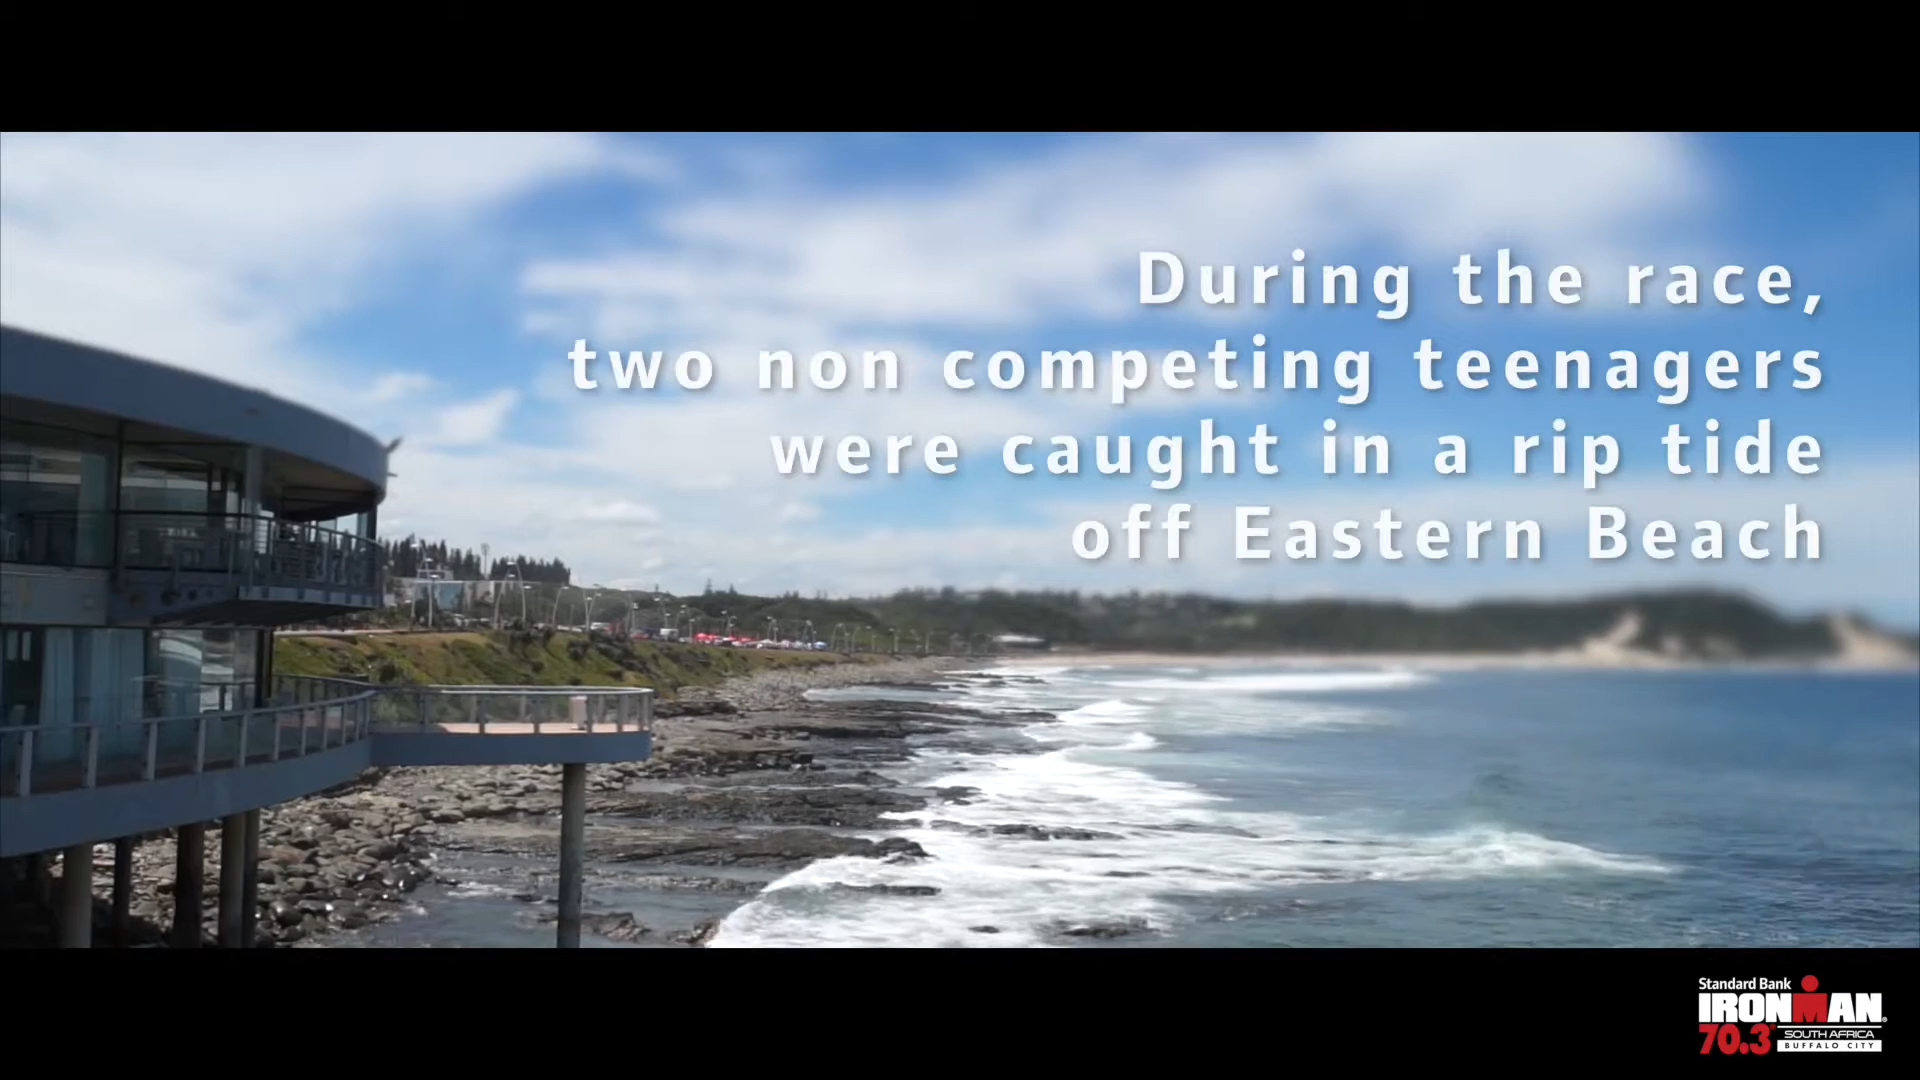 During the race,
two non competing teenagers
were caught in a rip tide
off Eastern Beach
Standard Bank
IRONMAN
70.3
SOUTH AFRICA
BUFFALO CITY